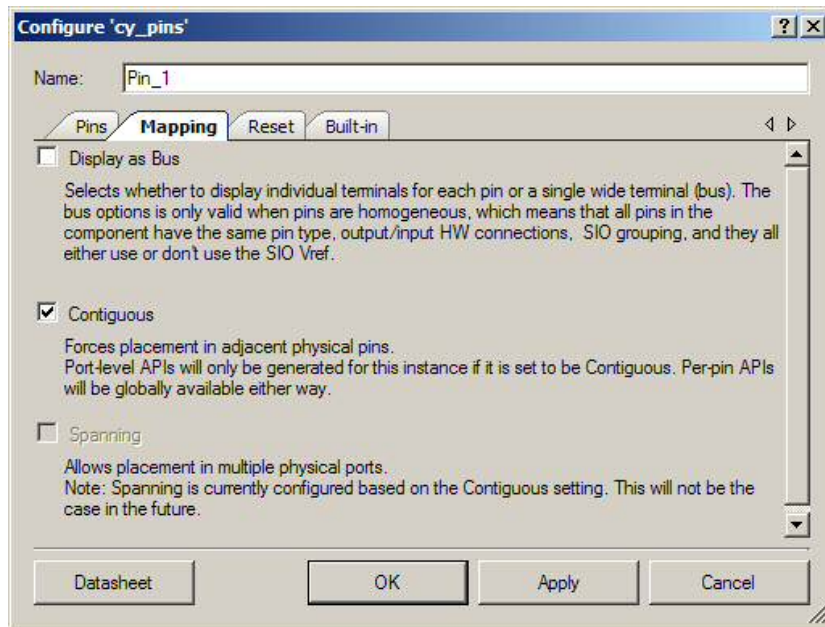 Configure 'cy_pins'
Name: Pin_1
Pins Mapping Reset Built-in
Display as Bus
Selects whether to display individual terminals for each pin or a single wide terminal (bus). The
bus options is only valid when pins are homogeneous, which means that all pins in the
component have the same pin type, output/input HW connections, SIO grouping, and they all
either use or don't use the SIO Vref.
Contiguous
Forces placement in adjacent physical pins.
Port-level APIs will only be generated for this instance if it is set to be Contiguous. Per-pin APIs
will be globally available either way.
Spanning
Allows placement in multiple physical ports.
Note: Spanning is currently configured based on the Contiguous setting. This will not be the
case in the future.
Datasheet OK Apply Cancel